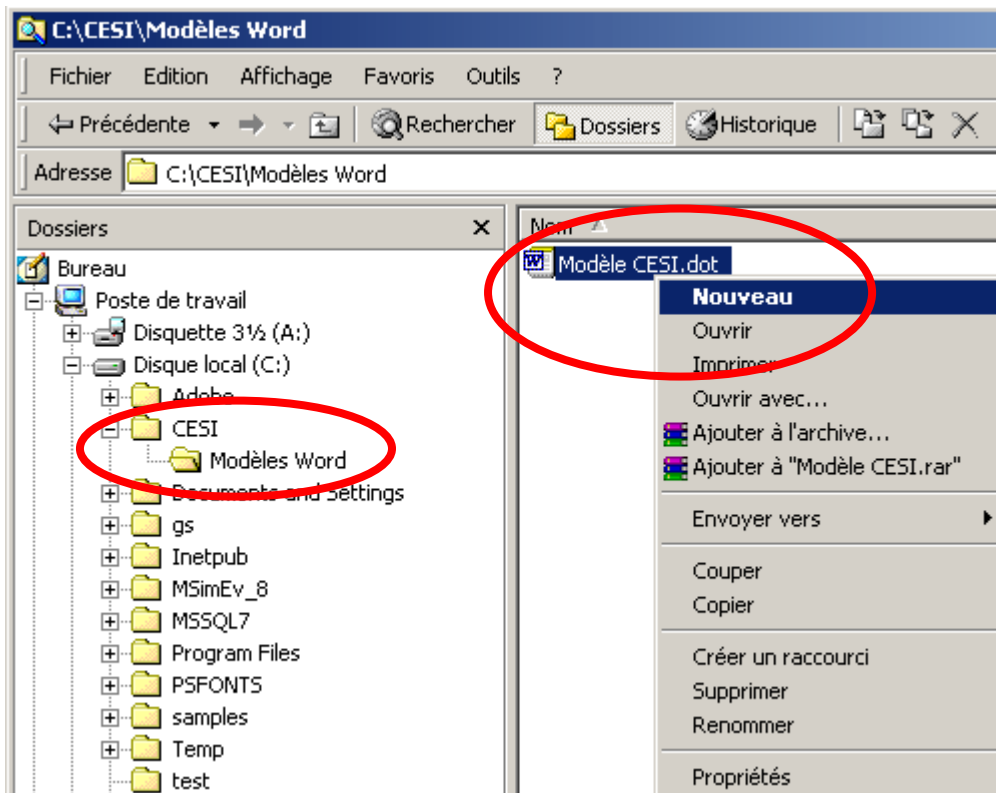 C:\CESI\Modèles Word
Fichier Edition Affichage Favoris Outils ?
Précédente Rechercher Dossiers Historique
Adresse C:\CESI\Modèles Word
Dossiers
Bureau
Poste de travail
Disquette 3½ (A:)
Disque local (C:)
Adobe
CESI
Modèles Word
Documents and Settings
gs
Inetpub
MSimEv_8
MSSQL7
Program Files
PSFONTS
samples
Temp
test
Nom
Modèle CESI.dot
Nouveau
Ouvrir
Imprimer
Ouvrir avec...
Ajouter à l'archive...
Ajouter à "Modèle CESI.rar"
Envoyer vers
Couper
Copier
Créer un raccourci
Supprimer
Renommer
Propriétés